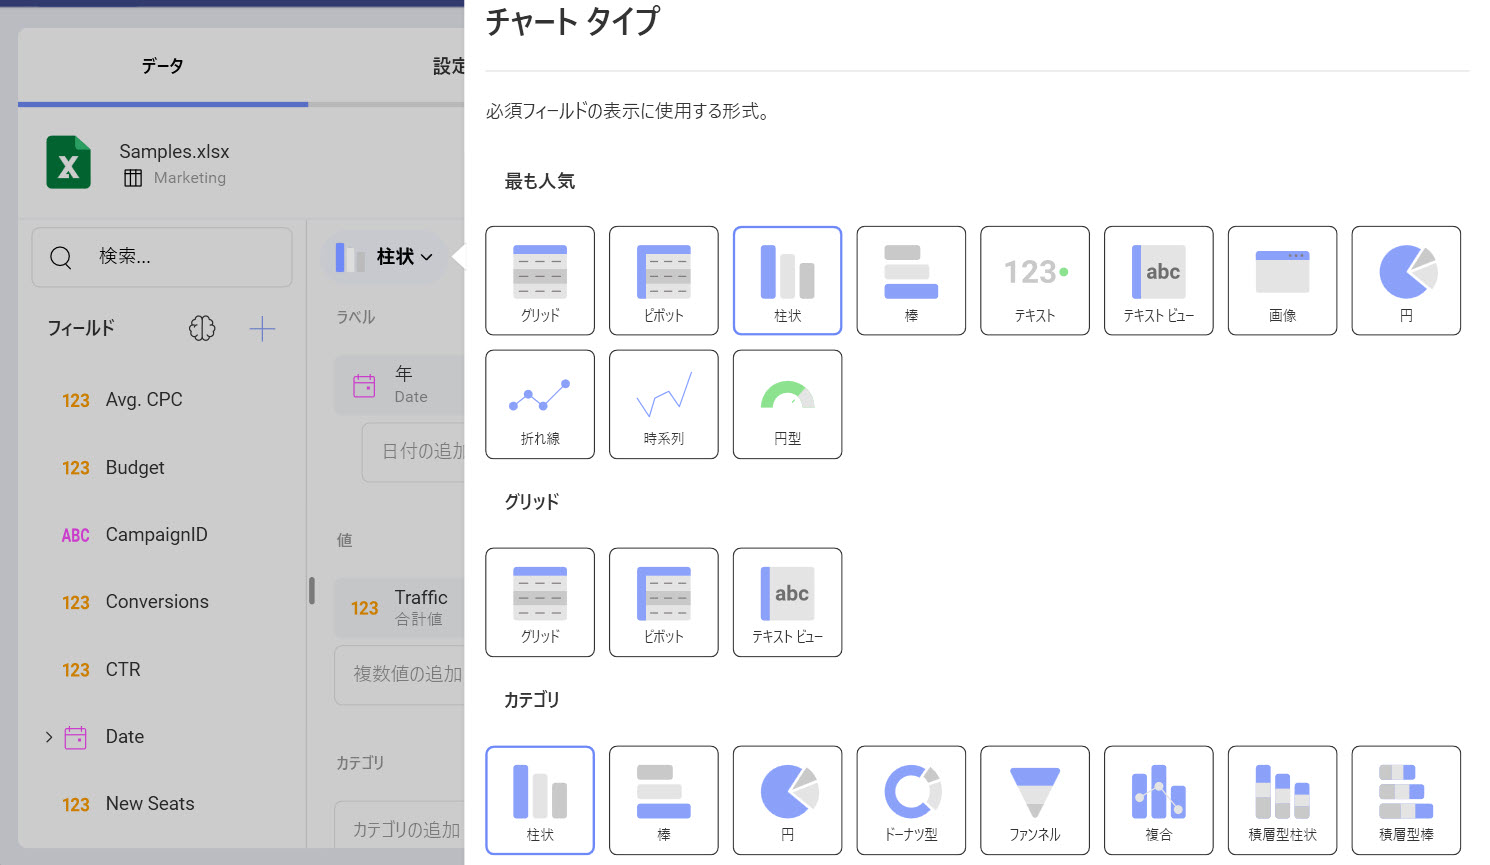 データ
設定
Samples.xlsx
Marketing
検索...
フィールド
123 Avg. CPC
123 Budget
ABC CampaignID
123 Conversions
123 CTR
Date
123 New Seats
柱状
ラベル
年
Date
日付の追加
値
123 Traffic
合計値
複数値の追加
カテゴリ
カテゴリの追加
チャート タイプ
必須フィールドの表示に使用する形式。
最も人気
グリッド
ピボット
柱状
棒
123
テキスト
abc
テキスト ビュー
画像
円
折れ線
時系列
円型
グリッド
グリッド
ピボット
abc
テキスト ビュー
カテゴリ
柱状
棒
円
ドーナツ型
ファンネル
複合
積層型柱状
積層型棒